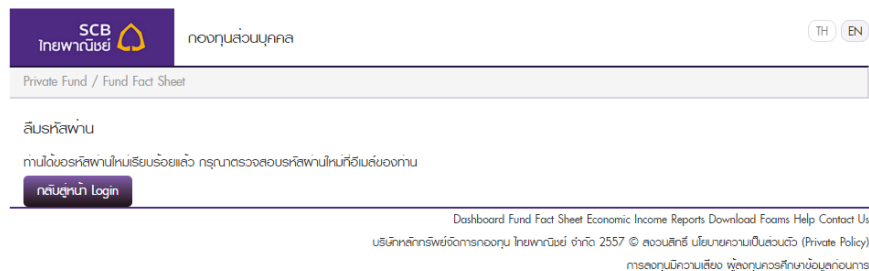 SCB
ไทยพาณิชย์
กองทุนส่วนบุคคล
TH EN
Private Fund / Fund Fact Sheet
ลืมรหัสผ่าน
ท่านได้ขอรหัสผ่านใหม่เรียบร้อยแล้ว กรุณาตรวจสอบรหัสผ่านใหม่ที่อีเมล์ของท่าน
กลับสู่หน้า Login
Dashboard Fund Fact Sheet Economic Income Reports Download Foams Help Contact Us
บริษัทหลักทรัพย์จัดการกองทุน ไทยพาณิชย์ จำกัด 2557 © สงวนสิทธิ์ นโยบายความเป็นส่วนตัว (Private Policy)
การลงทุนมีความเสี่ยง ผู้ลงทุนควรศึกษาข้อมูลก่อนการ